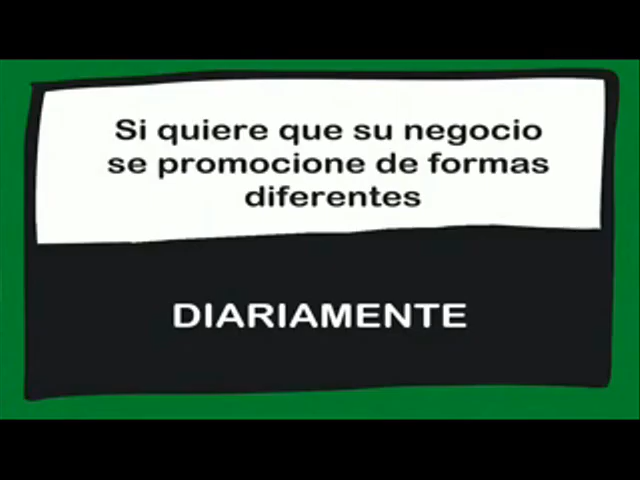 Si quiere que su negocio
se promocione de formas
diferentes
DIARIAMENTE